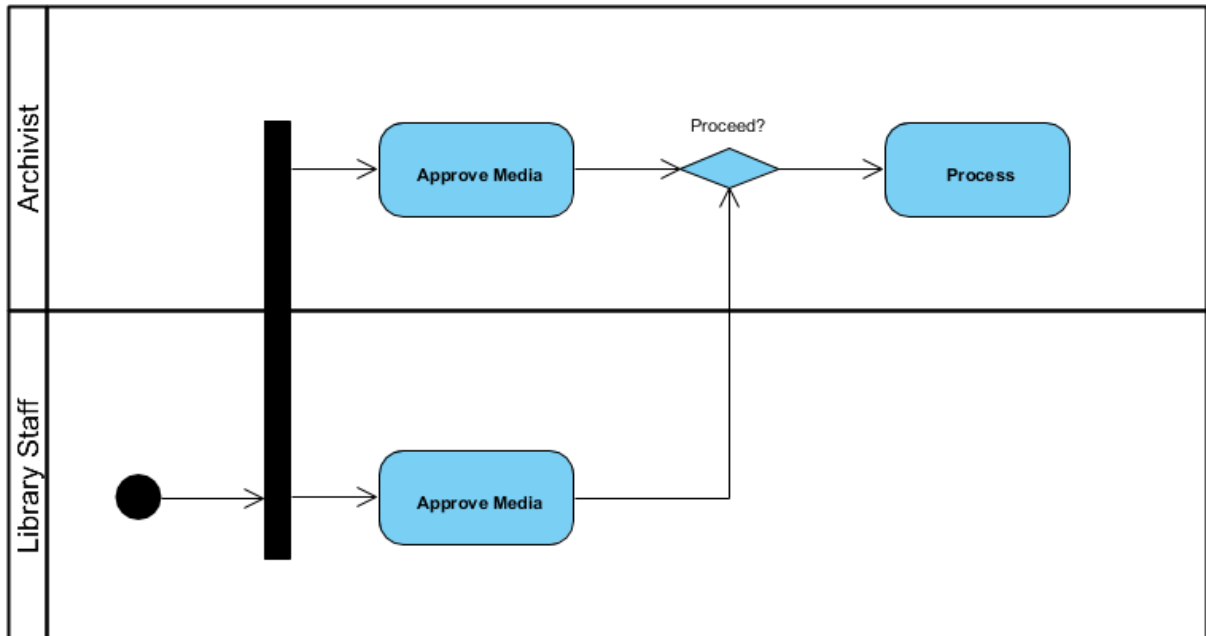 Archivist
Proceed?
Approve Media
Process
Library Staff
Approve Media